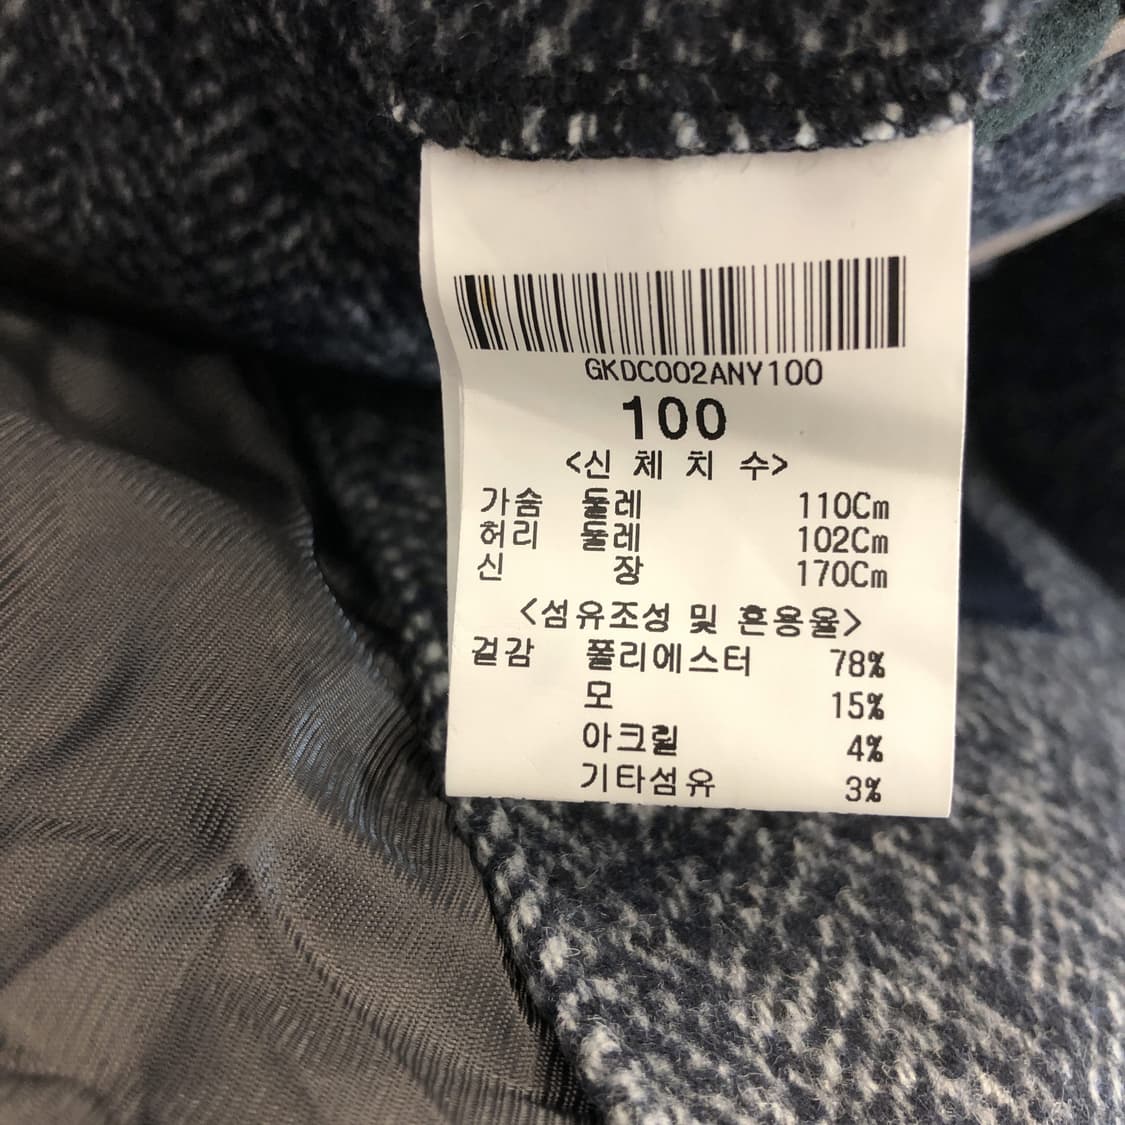 GKDC002ANY100
100
<신 체 치 수>
가슴 둘레 110Cm
허리 둘레 102Cm
신 장 170Cm
<섬유조성 및 혼용율>
겉감 폴리에스터 78%
모 15%
아크릴 4%
기타섬유 3%